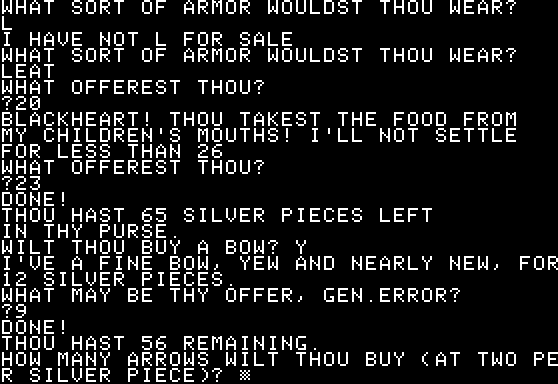 WHAT SORT OF ARMOR WOULDST THOU WEAR?
L
I HAVE NOT L FOR SALE
WHAT SORT OF ARMOR WOULDST THOU WEAR?
LEAT
WHAT OFFEREST THOU?
?20
BLACKHEART! THOU TAKEST THE FOOD FROM
MY CHILDREN'S MOUTHS! I'LL NOT SETTLE
FOR LESS THAN 26
WHAT OFFEREST THOU?
?23
DONE!
THOU HAST 65 SILVER PIECES LEFT
IN THY PURSE.
WILT THOU BUY A BOW? Y
I'VE A FINE BOW, YEW AND NEARLY NEW, FOR
12 SILVER PIECES.
WHAT MAY BE THY OFFER, GEN.ERROR?
?9
DONE!
THOU HAST 56 REMAINING.
HOW MANY ARROWS WILT THOU BUY (AT TWO PE
R SILVER PIECE)?